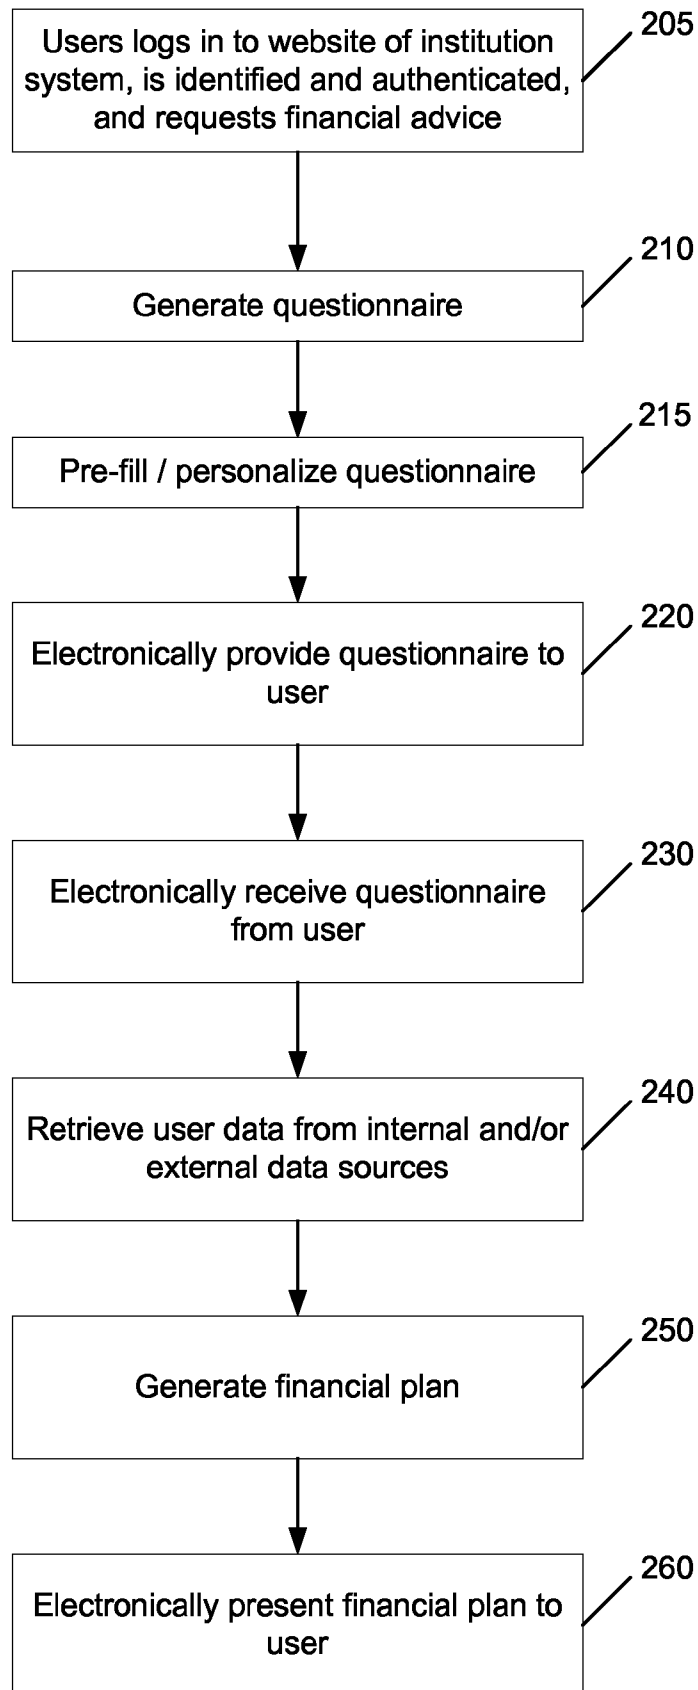 Users logs in to website of institution
system, is identified and authenticated,
and requests financial advice
205
Generate questionnaire
210
Pre-fill / personalize questionnaire
215
Electronically provide questionnaire to
user
220
Electronically receive questionnaire
from user
230
Retrieve user data from internal and/or
external data sources
240
Generate financial plan
250
Electronically present financial plan to
user
260